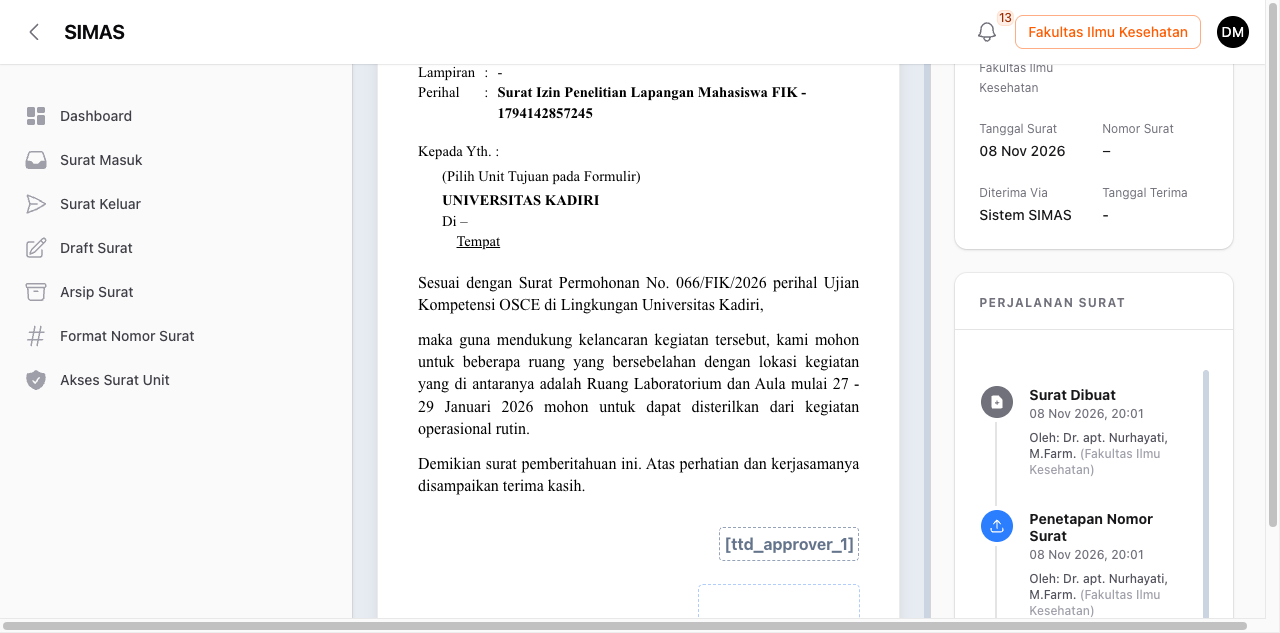 SIMAS
13
Fakultas Ilmu Kesehatan
DM
Dashboard
Surat Masuk
Surat Keluar
Draft Surat
Arsip Surat
Format Nomor Surat
Akses Surat Unit
Lampiran : -
Perihal : Surat Izin Penelitian Lapangan Mahasiswa FIK -
1794142857245
Kepada Yth. :
(Pilih Unit Tujuan pada Formulir)
UNIVERSITAS KADIRI
Di –
Tempat
Sesuai dengan Surat Permohonan No. 066/FIK/2026 perihal Ujian
Kompetensi OSCE di Lingkungan Universitas Kadiri,
maka guna mendukung kelancaran kegiatan tersebut, kami mohon
untuk beberapa ruang yang bersebelahan dengan lokasi kegiatan
yang di antaranya adalah Ruang Laboratorium dan Aula mulai 27 -
29 Januari 2026 mohon untuk dapat disterilkan dari kegiatan
operasional rutin.
Demikian surat pemberitahuan ini. Atas perhatian dan kerjasamanya
disampaikan terima kasih.
[ttd_approver_1]
Fakultas Ilmu
Kesehatan
Tanggal Surat Nomor Surat
08 Nov 2026 –
Diterima Via Tanggal Terima
Sistem SIMAS -
PERJALANAN SURAT
Surat Dibuat
08 Nov 2026, 20:01
Oleh: Dr. apt. Nurhayati,
M.Farm. (Fakultas Ilmu
Kesehatan)
Penetapan Nomor
Surat
08 Nov 2026, 20:01
Oleh: Dr. apt. Nurhayati,
M.Farm. (Fakultas Ilmu
Kesehatan)